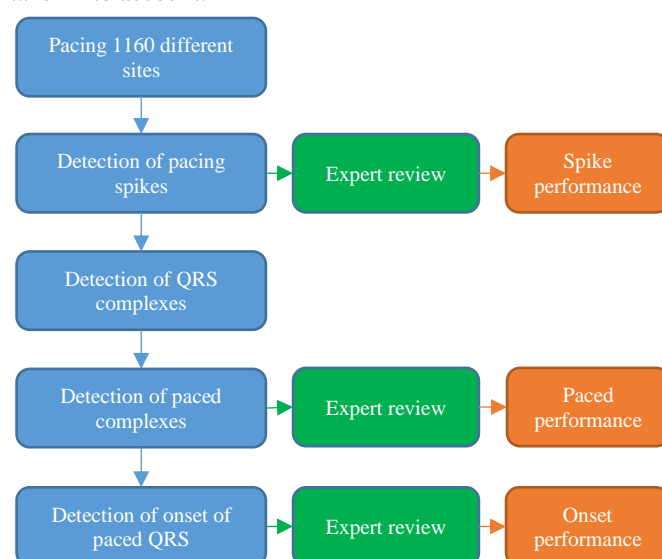 Pacing 1160 different
sites
Detection of pacing
spikes
Expert review
Spike
performance
Detection of QRS
complexes
Detection of paced
complexes
Expert review
Paced
performance
Detection of onset of
paced QRS
Expert review
Onset
performance